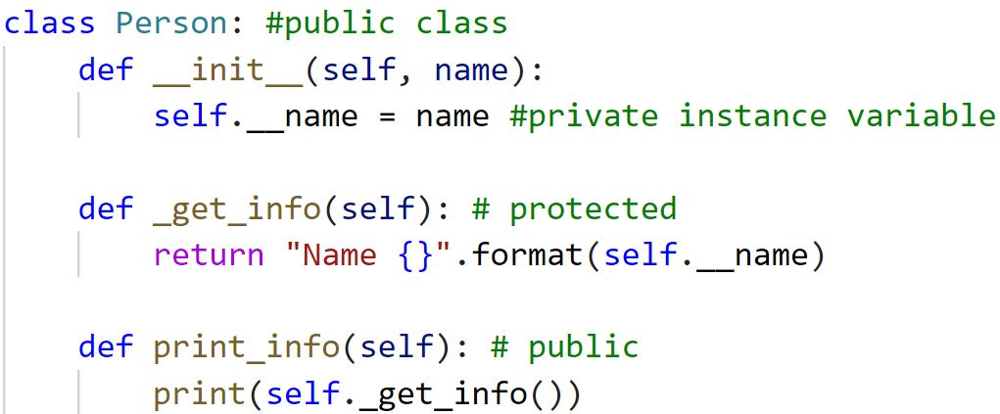 class Person: #public class
    def __init__(self, name):
        self.__name = name #private instance variable
    def _get_info(self): # protected
        return "Name {}".format(self.__name)
    def print_info(self): # public
        print(self._get_info())